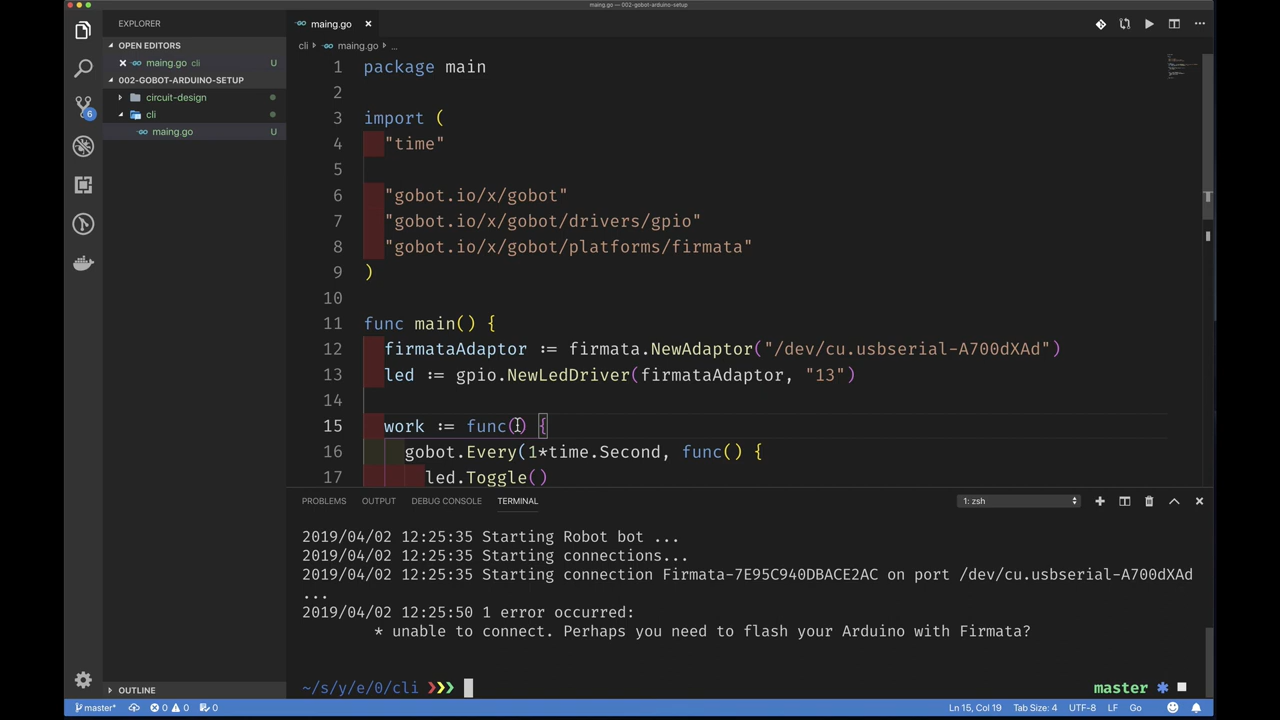 maing.go — 002-gobot-arduino-setup
EXPLORER
OPEN EDITORS
maing.go cli U
002-GOBOT-ARDUINO-SETUP
circuit-design
cli
maing.go U
OUTLINE
maing.go
cli maing.go ...
1 package main
2
3 import (
4 "time"
5
6 "gobot.io/x/gobot"
7 "gobot.io/x/gobot/drivers/gpio"
8 "gobot.io/x/gobot/platforms/firmata"
9 )
10
11 func main() {
12 firmataAdaptor := firmata.NewAdaptor("/dev/cu.usbserial-A700dXAd")
13 led := gpio.NewLedDriver(firmataAdaptor, "13")
14
15 work := func() {
16 gobot.Every(1*time.Second, func() {
17 led.Toggle()
PROBLEMS OUTPUT DEBUG CONSOLE TERMINAL 1: zsh
2019/04/02 12:25:35 Starting Robot bot ...
2019/04/02 12:25:35 Starting connections...
2019/04/02 12:25:35 Starting connection Firmata-7E95C940DBACE2AC on port /dev/cu.usbserial-A700dXAd
...
2019/04/02 12:25:50 1 error occurred:
* unable to connect. Perhaps you need to flash your Arduino with Firmata?
~/s/y/e/0/cli ❯❯❯ master ✱ ◼
6
master* 0 0 0 Ln 15, Col 19 Tab Size: 4 UTF-8 LF Go